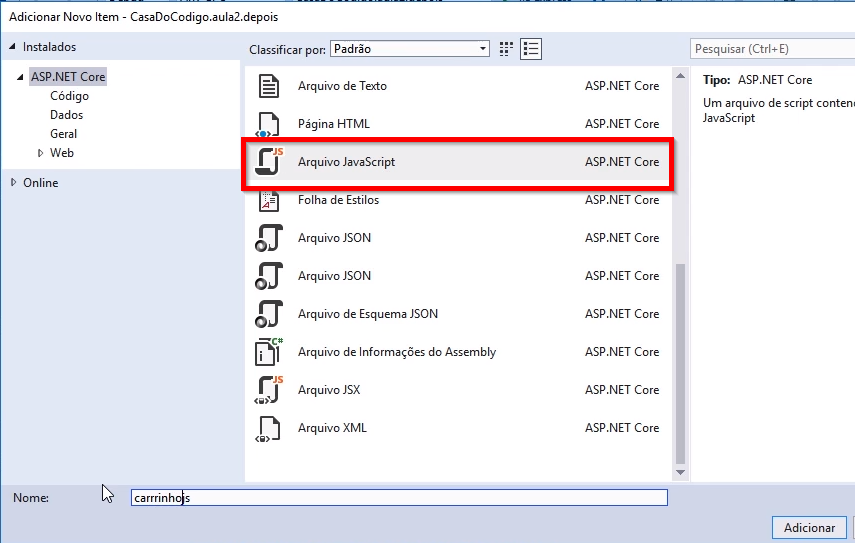 Adicionar Novo Item - CasaDoCodigo.aula2.depois
Instalados
Classificar por: Padrão
Pesquisar (Ctrl+E)
ASP.NET Core
Código
Dados
Geral
Web
Online
Arquivo de Texto ASP.NET Core
Página HTML ASP.NET Core
JS
Arquivo JavaScript ASP.NET Core
Folha de Estilos ASP.NET Core
Arquivo JSON ASP.NET Core
Arquivo JSON ASP.NET Core
Arquivo de Esquema JSON ASP.NET Core
C#
Arquivo de Informações do Assembly ASP.NET Core
JS
Arquivo JSX ASP.NET Core
Arquivo XML ASP.NET Core
Tipo: ASP.NET Core
Um arquivo de script contenc
JavaScript
Nome: carrrinhojs
Adicionar